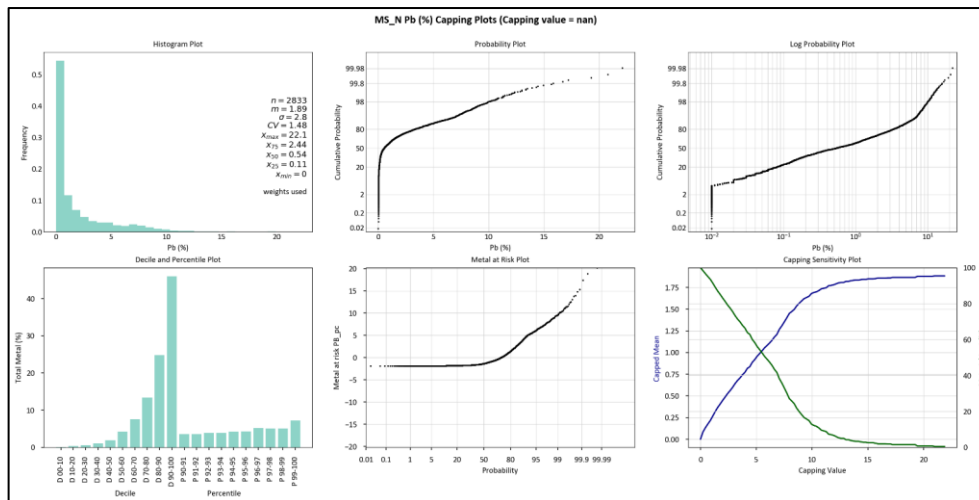 MS_N Pb (%) Capping Plots (Capping value = nan)
Histogram Plot
0.5
0.4
0.3
0.2
0.1
0.0
Frequency
n = 2833
m = 1.89
σ = 2.8
CV = 1.48
xmax = 22.1
x75 = 2.44
x50 = 0.54
x25 = 0.11
xmin = 0
weights used
0 5 10 15 20
Pb (%)
Probability Plot
99.98
99.8
98
80
50
20
2
0.2
0.02
Cumulative Probability
0 5 10 15 20
Pb (%)
Log Probability Plot
99.98
99.8
98
80
50
20
2
0.2
0.02
Cumulative Probability
10⁻² 10⁻¹ 10⁰ 10¹
Pb (%)
Decile and Percentile Plot
40
30
20
10
0
Total Metal (%)
D 00-10
D 10-20
D 20-30
D 30-40
D 40-50
D 50-60
D 60-70
D 70-80
D 80-90
D 90-100
P 90-91
P 91-92
P 92-93
P 93-94
P 94-95
P 95-96
P 96-97
P 97-98
P 98-99
P 99-100
Decile Percentile
Metal at Risk Plot
20
15
10
5
0
-5
-10
-15
-20
Metal at risk PB_pc
0.01 0.1 1 5 20 50 80 95 99 99.9 99.99
Probability
Capping Sensitivity Plot
1.75
1.50
1.25
1.00
0.75
0.50
0.25
0.00
Capped Mean
100
80
60
40
20
0
0 5 10 15 20
Capping Value